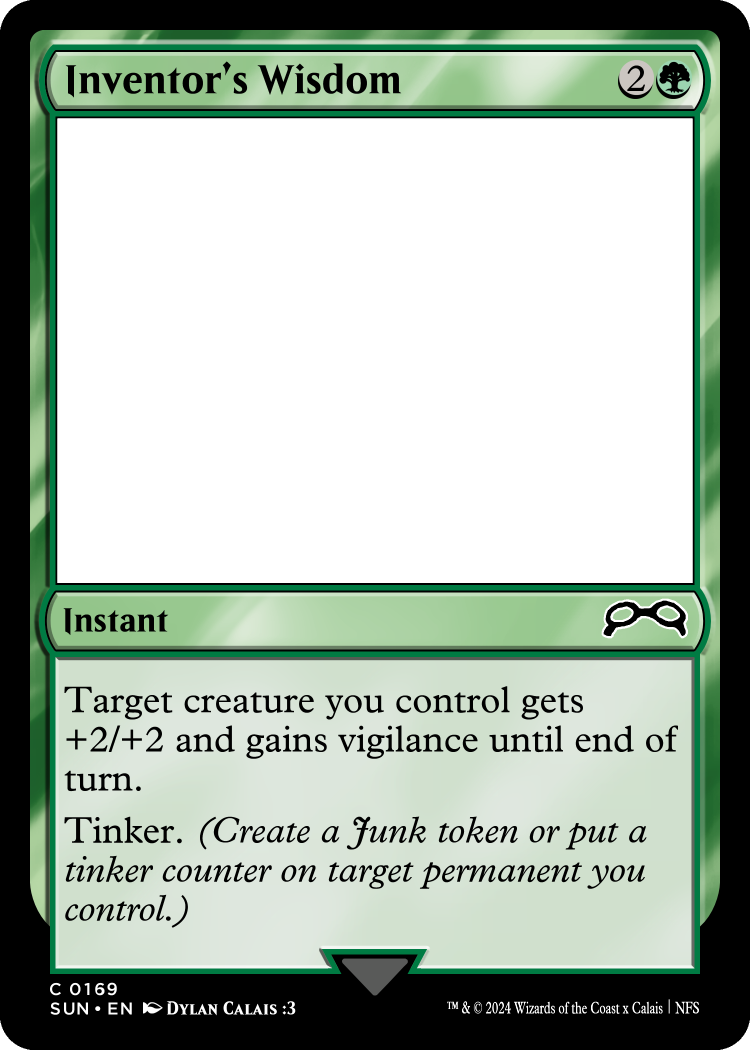 Inventor's Wisdom 2
Instant
Target creature you control gets
+2/+2 and gains vigilance until end of
turn.
Tinker. (Create a Junk token or put a
tinker counter on target permanent you
control.)
C 0169
SUN • EN Dylan Calais :3
™ & © 2024 Wizards of the Coast x Calais | NFS